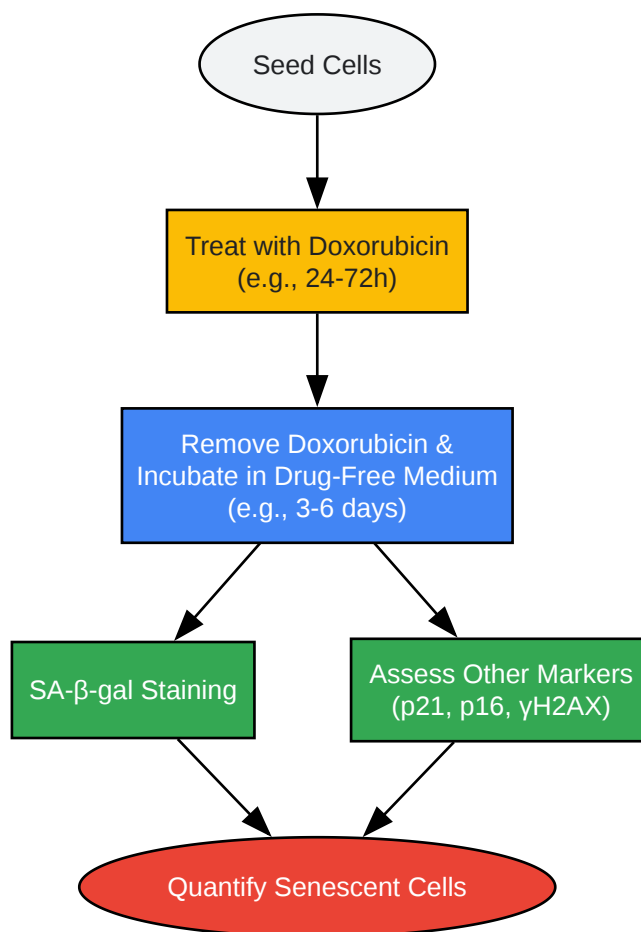 Seed Cells
Treat with Doxorubicin
(e.g., 24-72h)
Remove Doxorubicin &
Incubate in Drug-Free Medium
(e.g., 3-6 days)
SA-β-gal Staining
Assess Other Markers
(p21, p16, γH2AX)
Quantify Senescent Cells